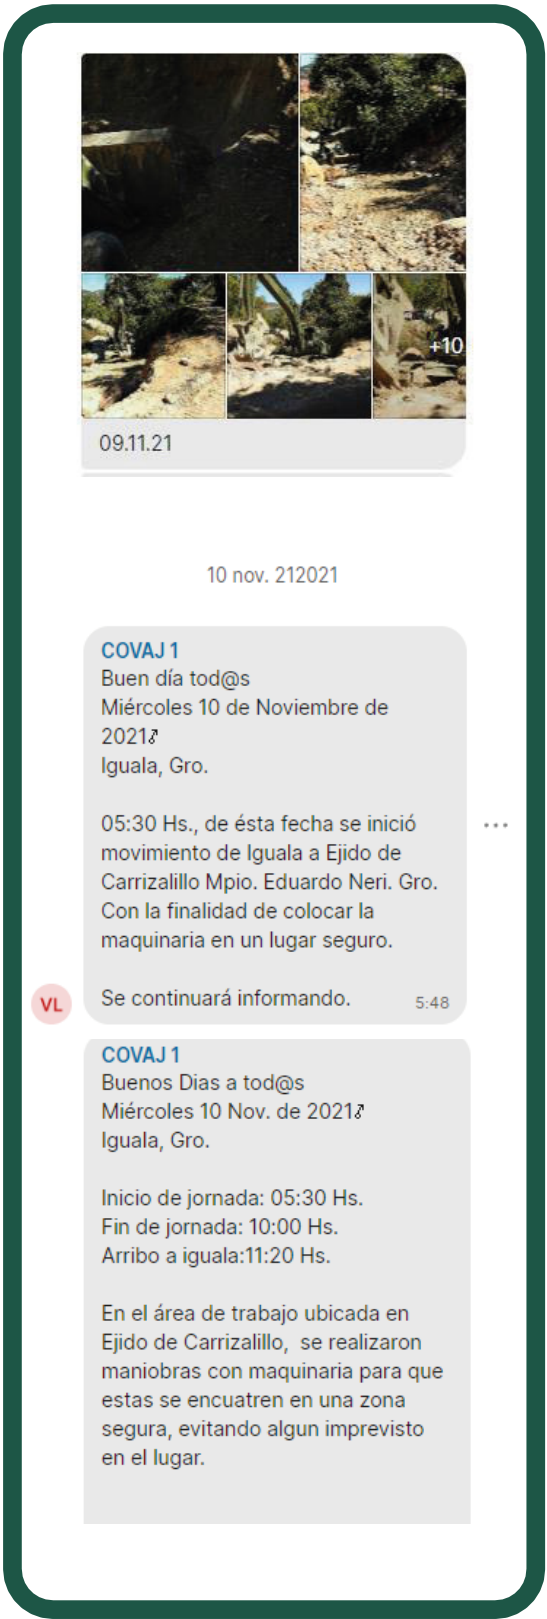 +10
09.11.21
10 nov. 212021
COVAJ 1
Buen día tod@s
Miércoles 10 de Noviembre de
2021
Iguala, Gro.
05:30 Hs., de ésta fecha se inició
movimiento de Iguala a Ejido de
Carrizalillo Mpio. Eduardo Neri. Gro.
Con la finalidad de colocar la
maquinaria en un lugar seguro.
Se continuará informando.
5:48
VL
COVAJ 1
Buenos Dias a tod@s
Miércoles 10 Nov. de 2021
Iguala, Gro.
Inicio de jornada: 05:30 Hs.
Fin de jornada: 10:00 Hs.
Arribo a iguala:11:20 Hs.
En el área de trabajo ubicada en
Ejido de Carrizalillo,  se realizaron
maniobras con maquinaria para que
estas se encuatren en una zona
segura, evitando algun imprevisto
en el lugar.